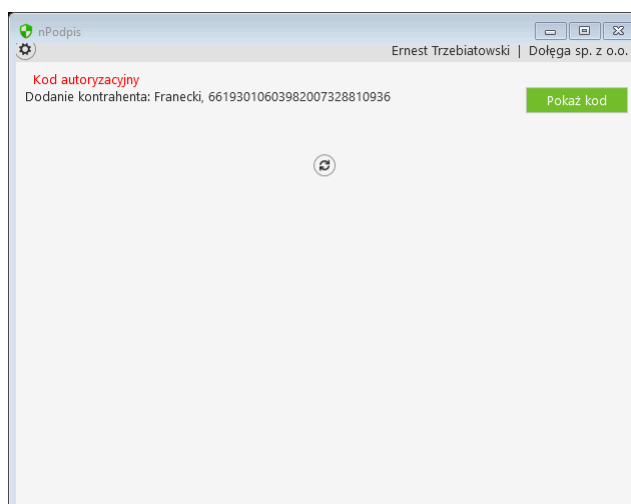 nPodpis
Ernest Trzebiatowski | Dołęga sp. z o.o.
Kod autoryzacyjny
Dodanie kontrahenta: Franecki, 66193010603982007328810936
Pokaż kod